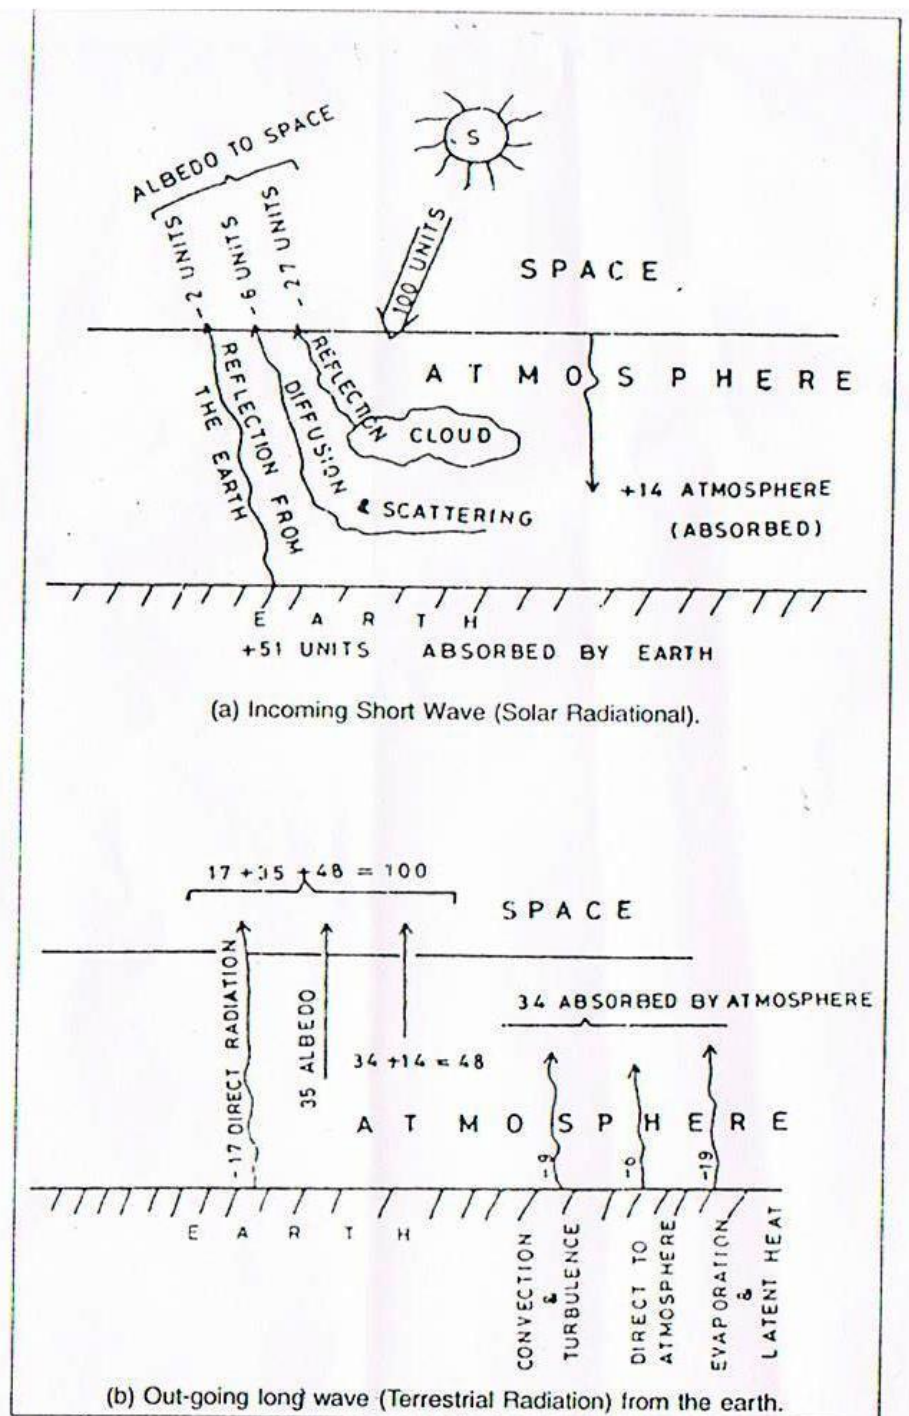 S
ALBEDO TO SPACE
2 UNITS
6 UNITS
27 UNITS
100 UNITS
SPACE
ATMOSPHERE
REFLECTION FROM
THE EARTH
DIFFUSION
& SCATTERING
REFLECTION
CLOUD
+14 ATMOSPHERE
(ABSORBED)
EARTH
+51 UNITS ABSORBED BY EARTH
(a) Incoming Short Wave (Solar Radiational).
17 + 35 + 48 = 100
SPACE
-17 DIRECT RADIATION
35 ALBEDO
34 + 14 = 48
34 ABSORBED BY ATMOSPHERE
ATMOSPHERE
-9
-6
-19
EARTH
CONVECTION
&
TURBULENCE
DIRECT TO
ATMOSPHERE
EVAPORATION
&
LATENT HEAT
(b) Out-going long wave (Terrestrial Radiation) from the earth.